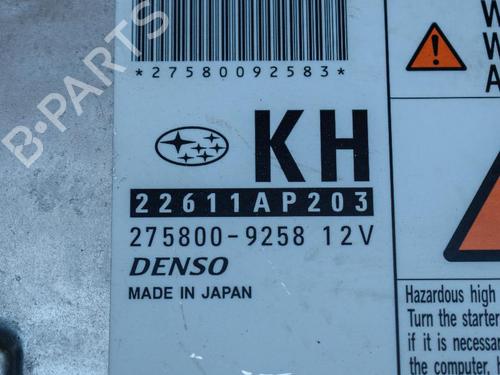 *27580092583*
KH
22611AP203
275800-9258 12V
DENSO
MADE IN JAPAN
B-PARTS
W
W
A
Hazardous high
Turn the starter
if it is necessar
the computer,